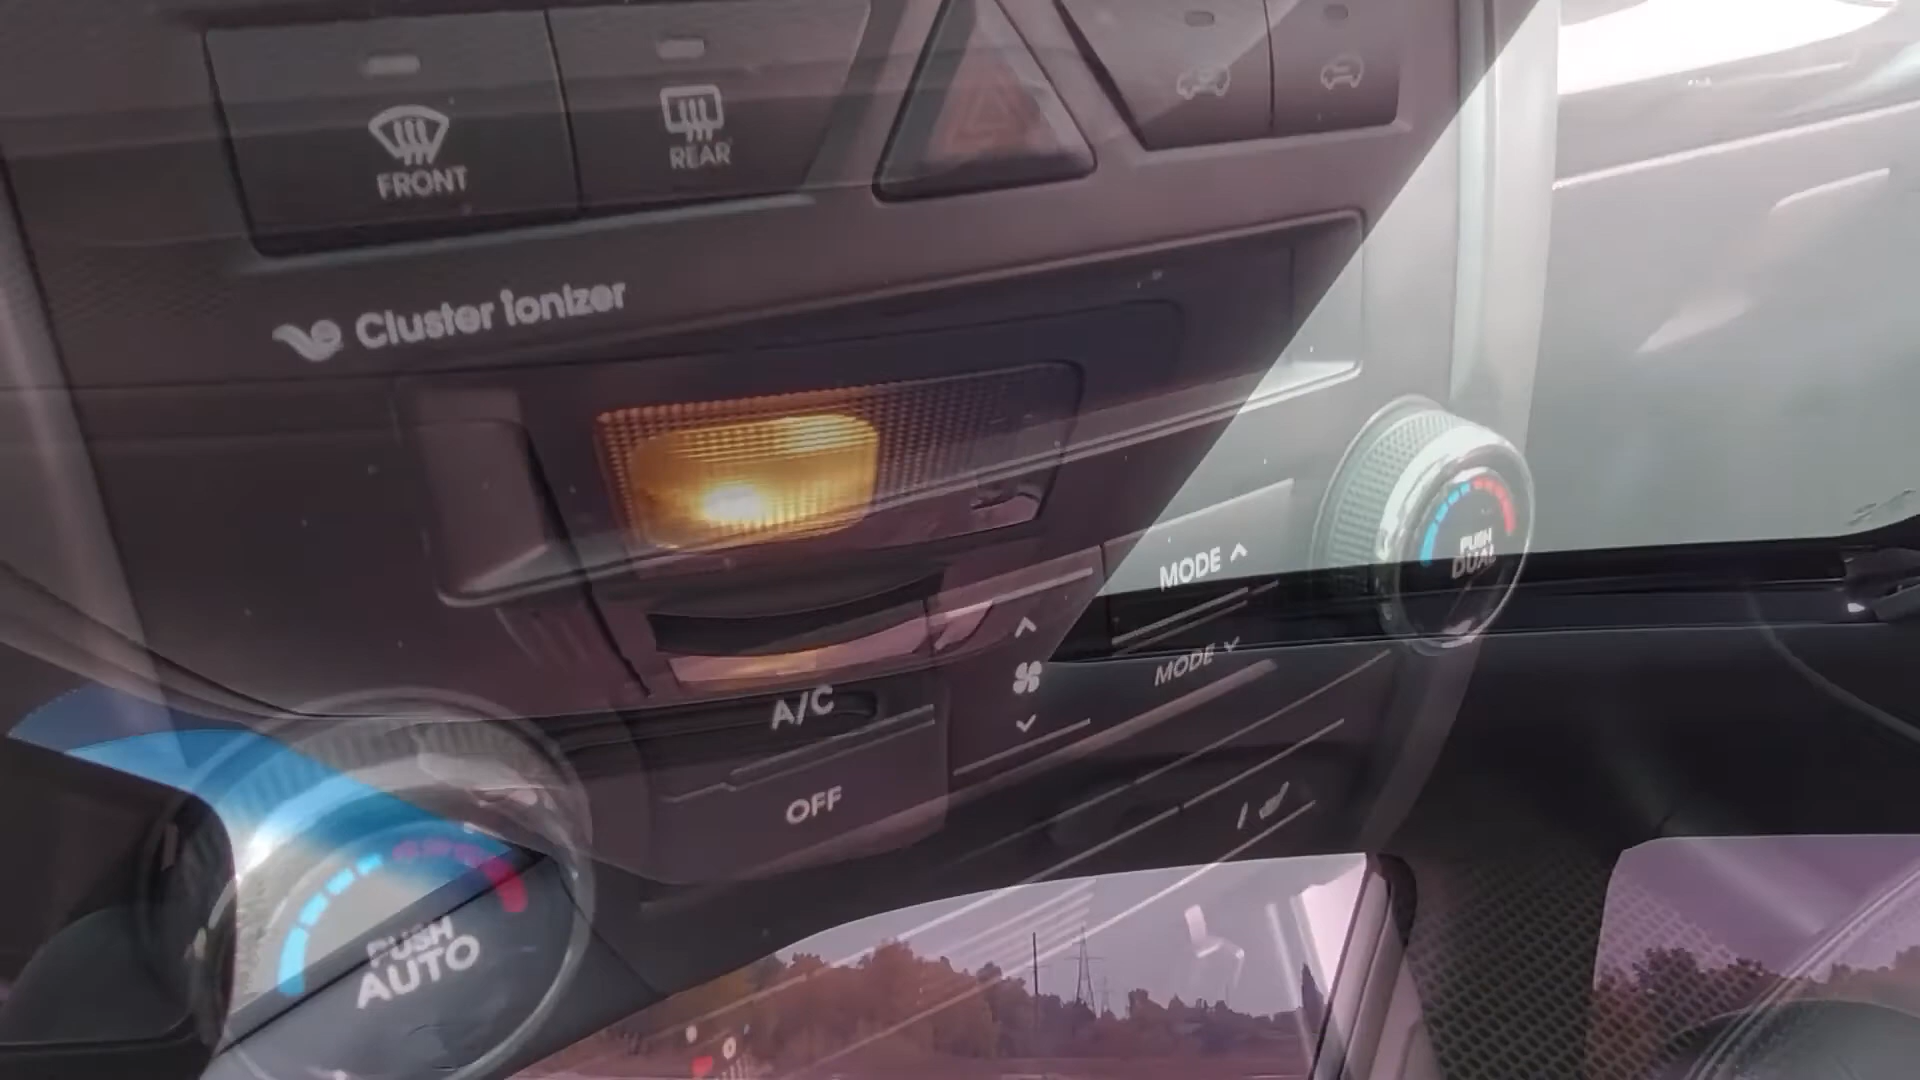 FRONT
REAR
Cluster ionizer
MODE
PUSH
DUAL
MODE
A/C
OFF
PUSH
AUTO